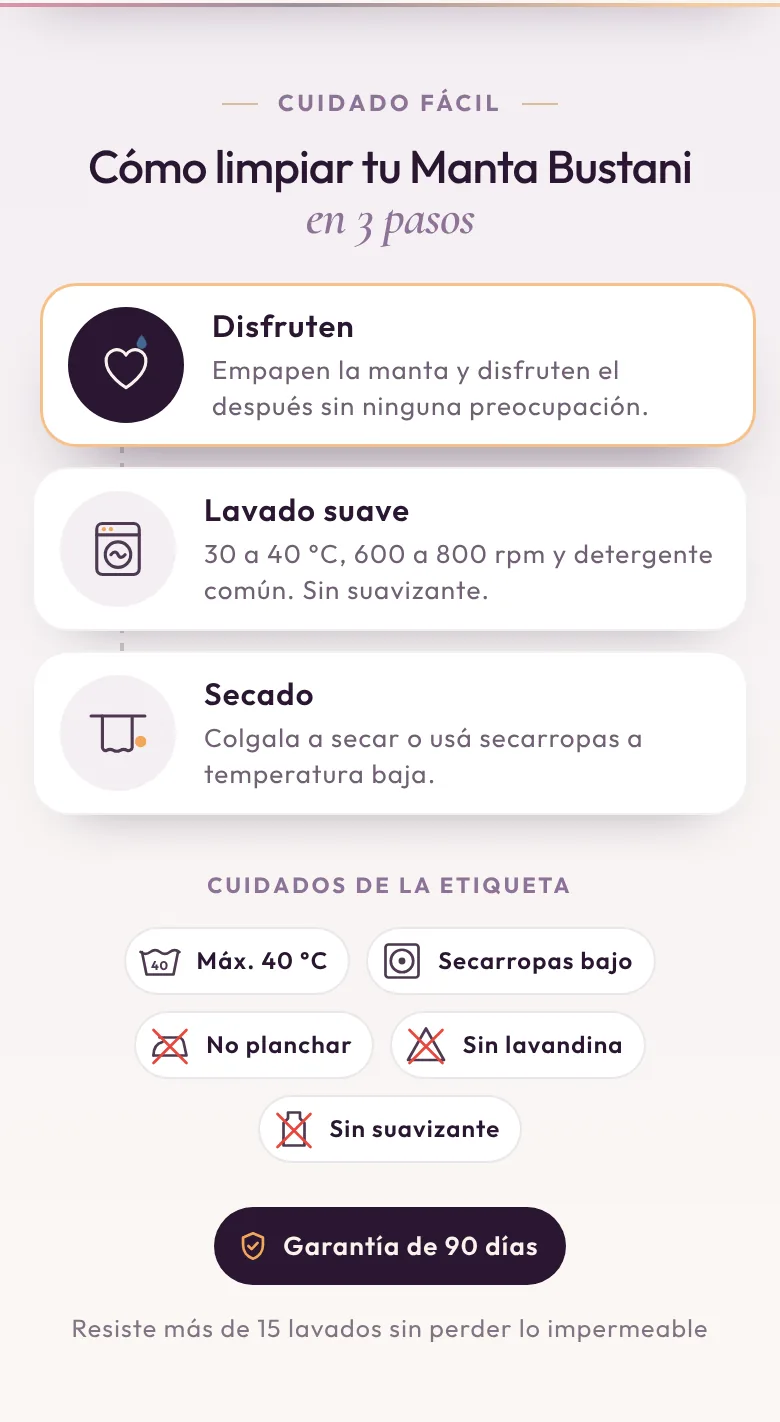 CUIDADO FÁCIL
Cómo limpiar tu Manta Bustani
en 3 pasos
Disfruten
Empapen la manta y disfruten el
después sin ninguna preocupación.
Lavado suave
30 a 40 °C, 600 a 800 rpm y detergente
común. Sin suavizante.
Secado
Colgala a secar o usá secarropas a
temperatura baja.
CUIDADOS DE LA ETIQUETA
40 Máx. 40 °C
Secarropas bajo
No planchar
Sin lavandina
Sin suavizante
Garantía de 90 días
Resiste más de 15 lavados sin perder lo impermeable